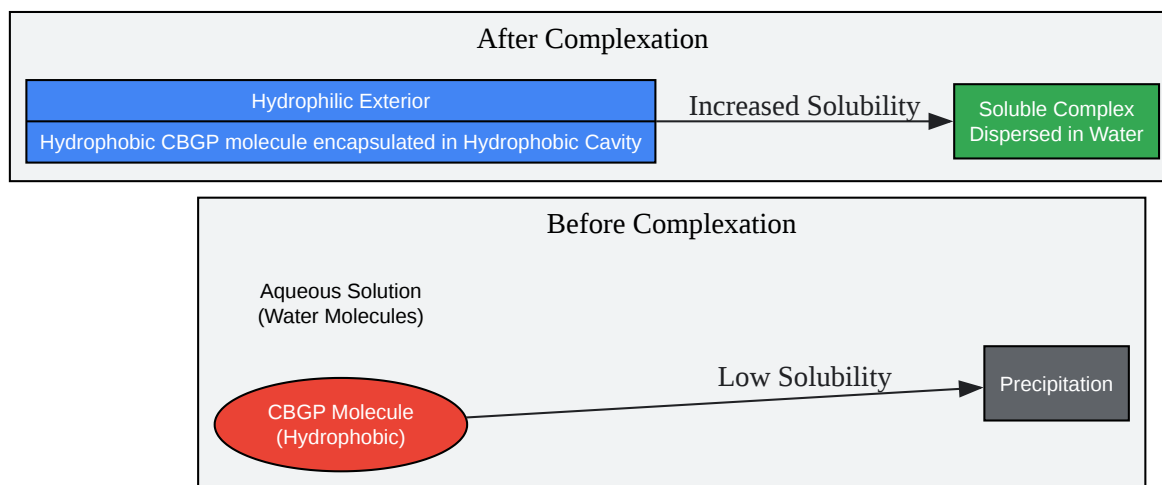 After Complexation
Hydrophilic Exterior
Hydrophobic CBGP molecule encapsulated in Hydrophobic Cavity
Increased Solubility
Soluble Complex
Dispersed in Water
Before Complexation
Aqueous Solution
(Water Molecules)
CBGP Molecule
(Hydrophobic)
Low Solubility
Precipitation